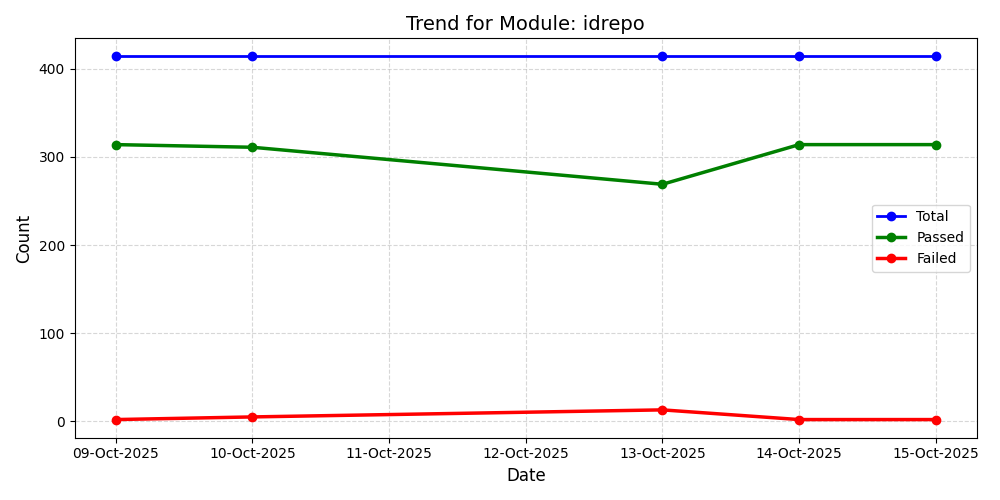 Trend for Module: idrepo
Count
400
300
200
100
0
Total
Passed
Failed
09-Oct-2025 10-Oct-2025 11-Oct-2025 12-Oct-2025 13-Oct-2025 14-Oct-2025 15-Oct-2025
Date